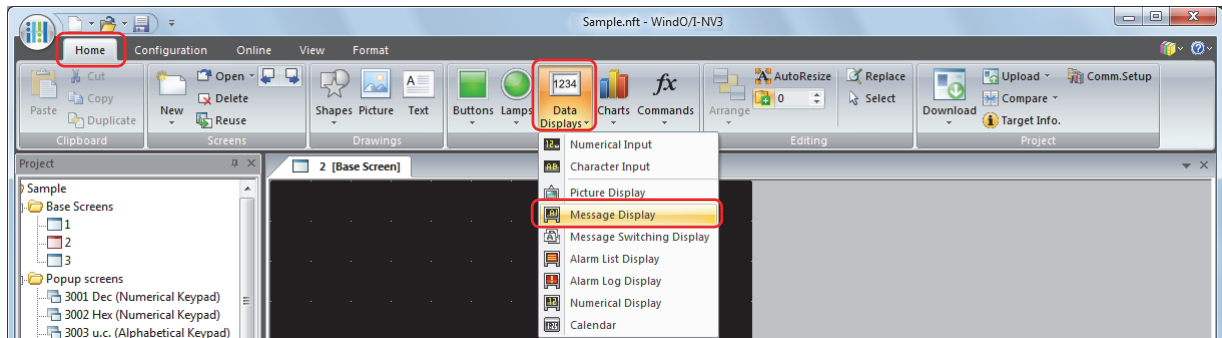 Sample.nft - WindO/I-NV3
Home Configuration Online View Format
Paste
Cut
Copy
Duplicate
Clipboard
New
Open
Delete
Reuse
Screens
Shapes Picture Text
Drawings
Buttons Lamps
1234
Data
Displays
Charts
fx
Commands
Arrange
AutoResize
0
Replace
Select
Editing
Download
Upload
Compare
Target Info.
Comm.Setup
Project
Project
2 [Base Screen]
Sample
Base Screens
1
2
3
Popup screens
3001 Dec (Numerical Keypad)
3002 Hex (Numerical Keypad)
3003 u.c. (Alphabetical Keypad)
Numerical Input
Character Input
Picture Display
Message Display
Message Switching Display
Alarm List Display
Alarm Log Display
Numerical Display
Calendar